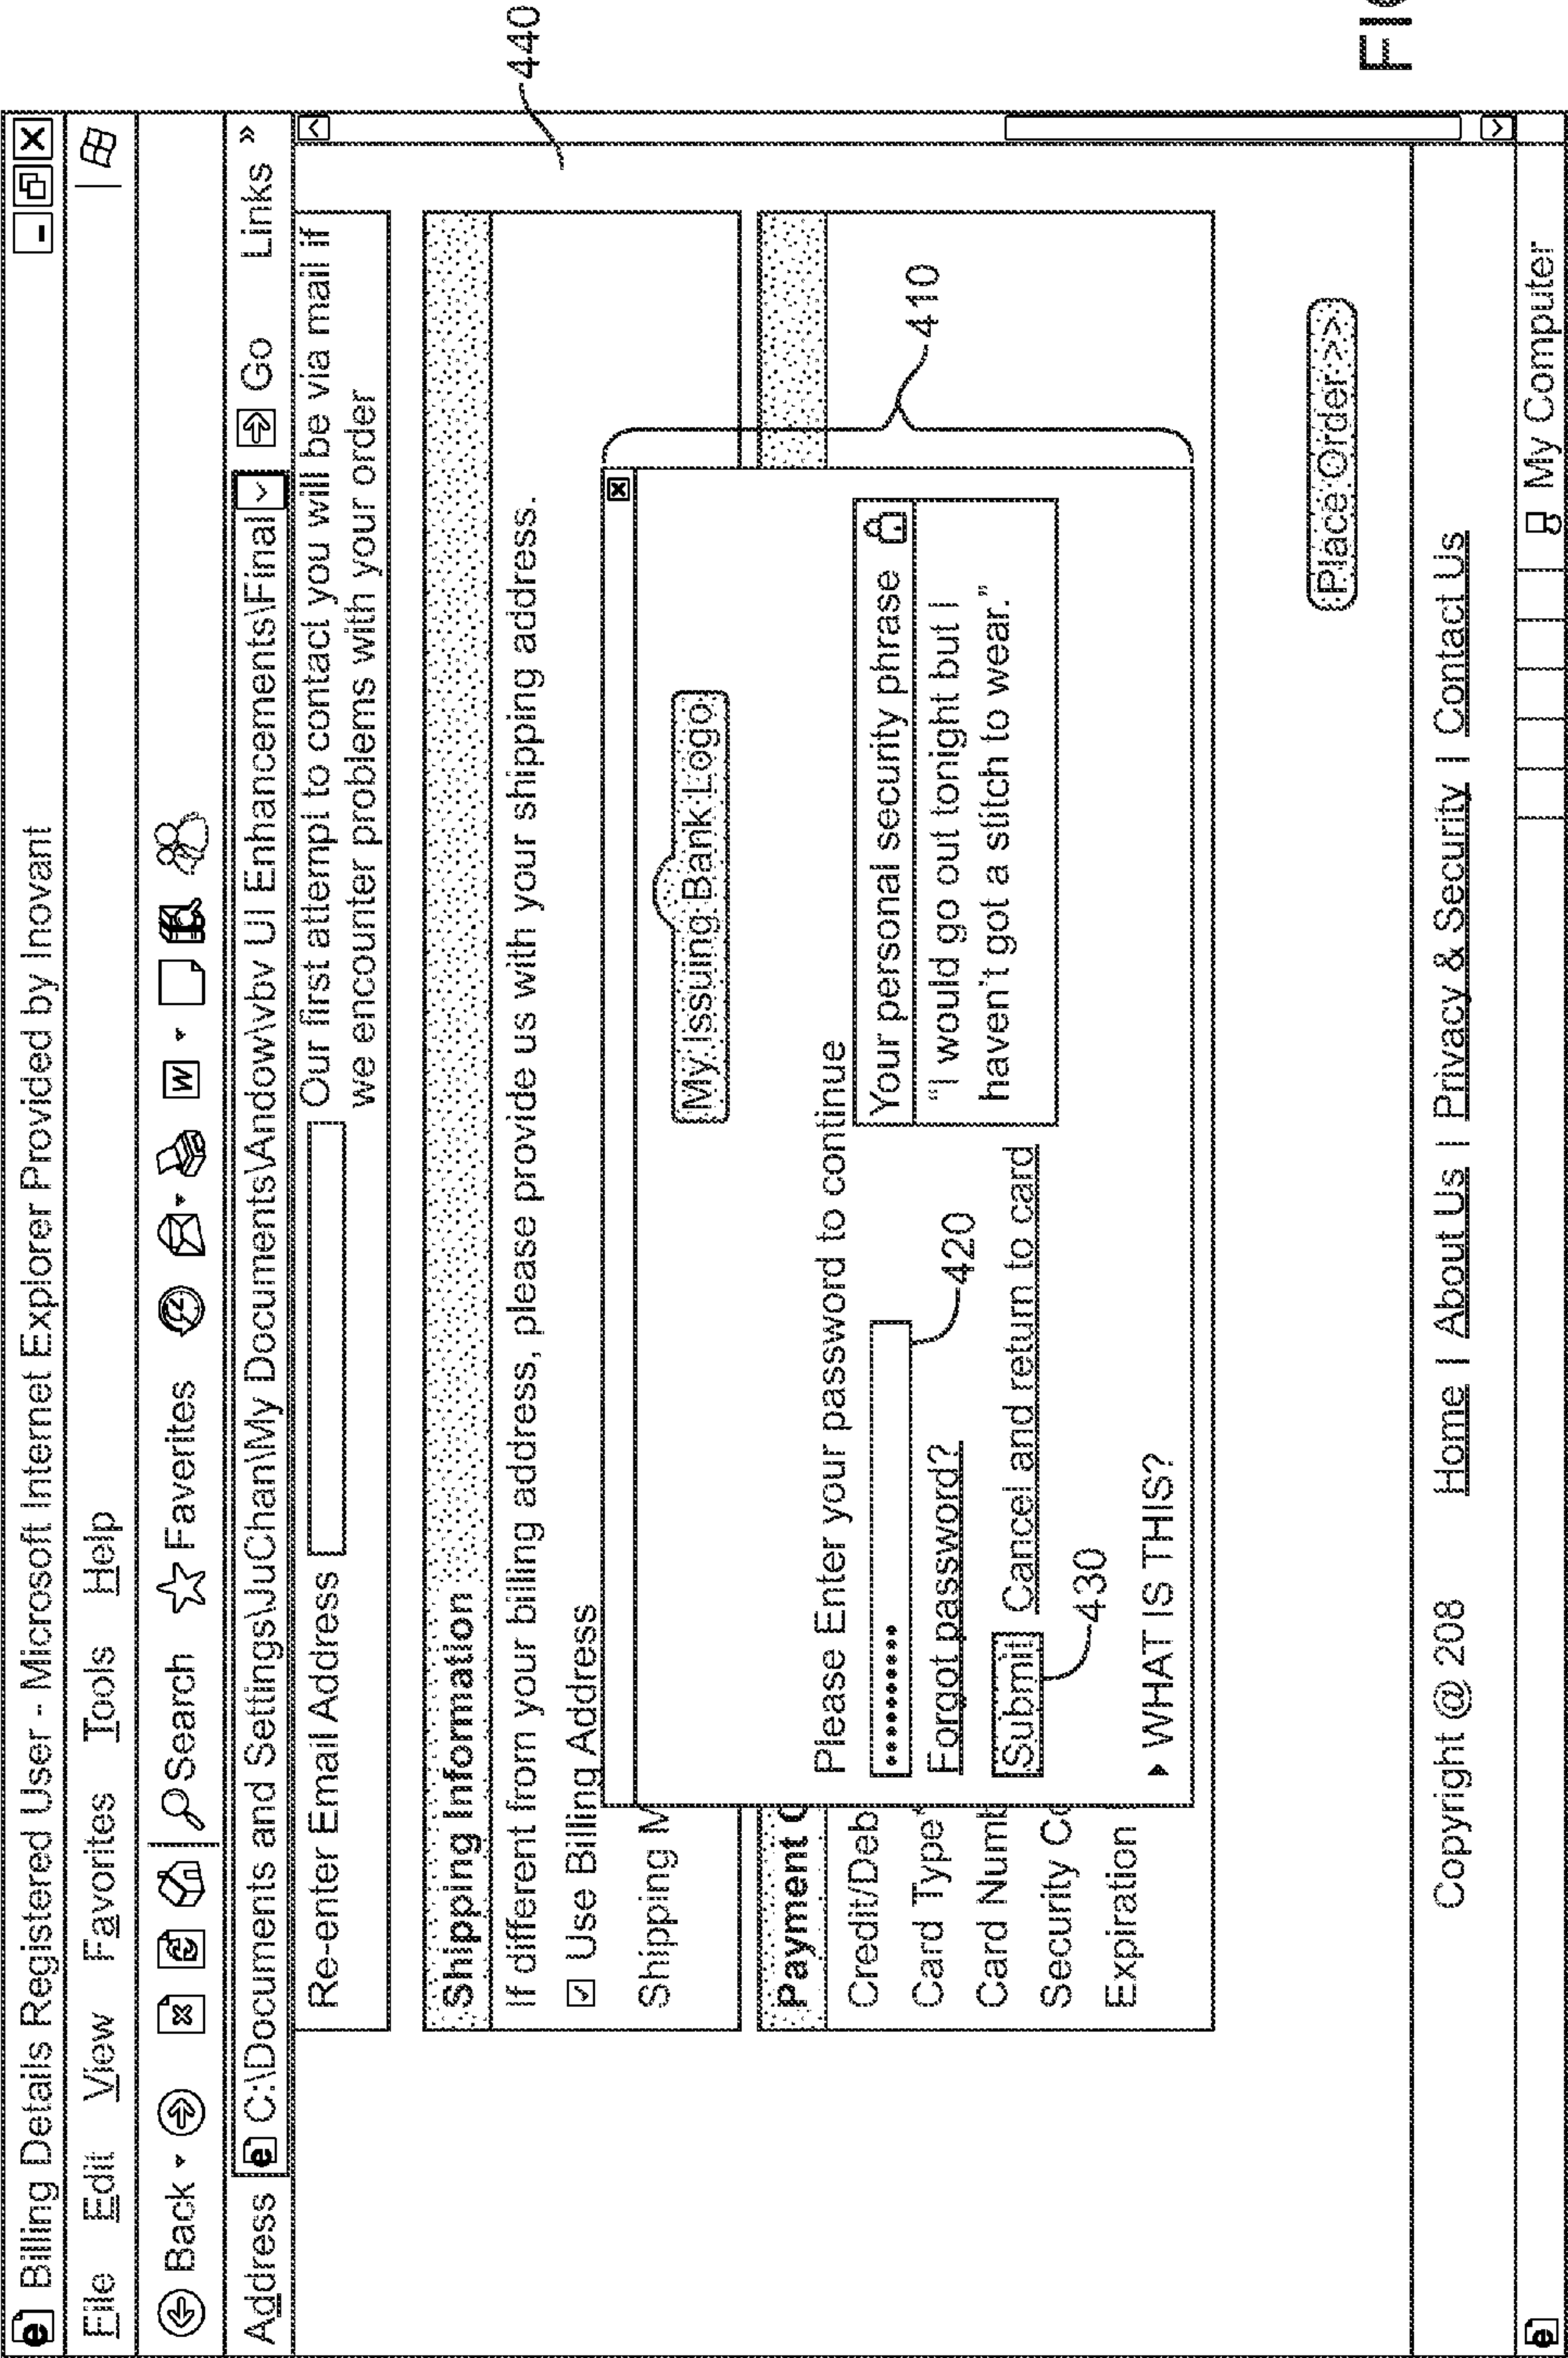 Billing Details Registered User - Microsoft Internet Explorer Provided by Inovant
File Edit View Favorites Tools Help
Back Search Faverites W
Address C:\Documents and Settings\JuChan\My Documents\Andow\vbv UI Enhancements\Final Go Links »
Re-enter Email Address
Our first attempt to contact you will be via mail if
we encounter problems with your order
440
Shipping Information
If different from your billing address, please provide us with your shipping address.
Use Billing Address
Shipping M
Payment
Credit/Deb
Card Type
Card Numb
Security Co
Expiration
My Issuing Bank Logo
410
Please Enter your password to continue
420
Forgot password?
Submit Cancel and return to card
430
▸ WHAT IS THIS?
Your personal security phrase
“I would go out tonight but I
haven't got a stitch to wear.”
Place Order >>
FIG
Copyright @ 208 Home | About Us | Privacy & Security | Contact Us
My Computer